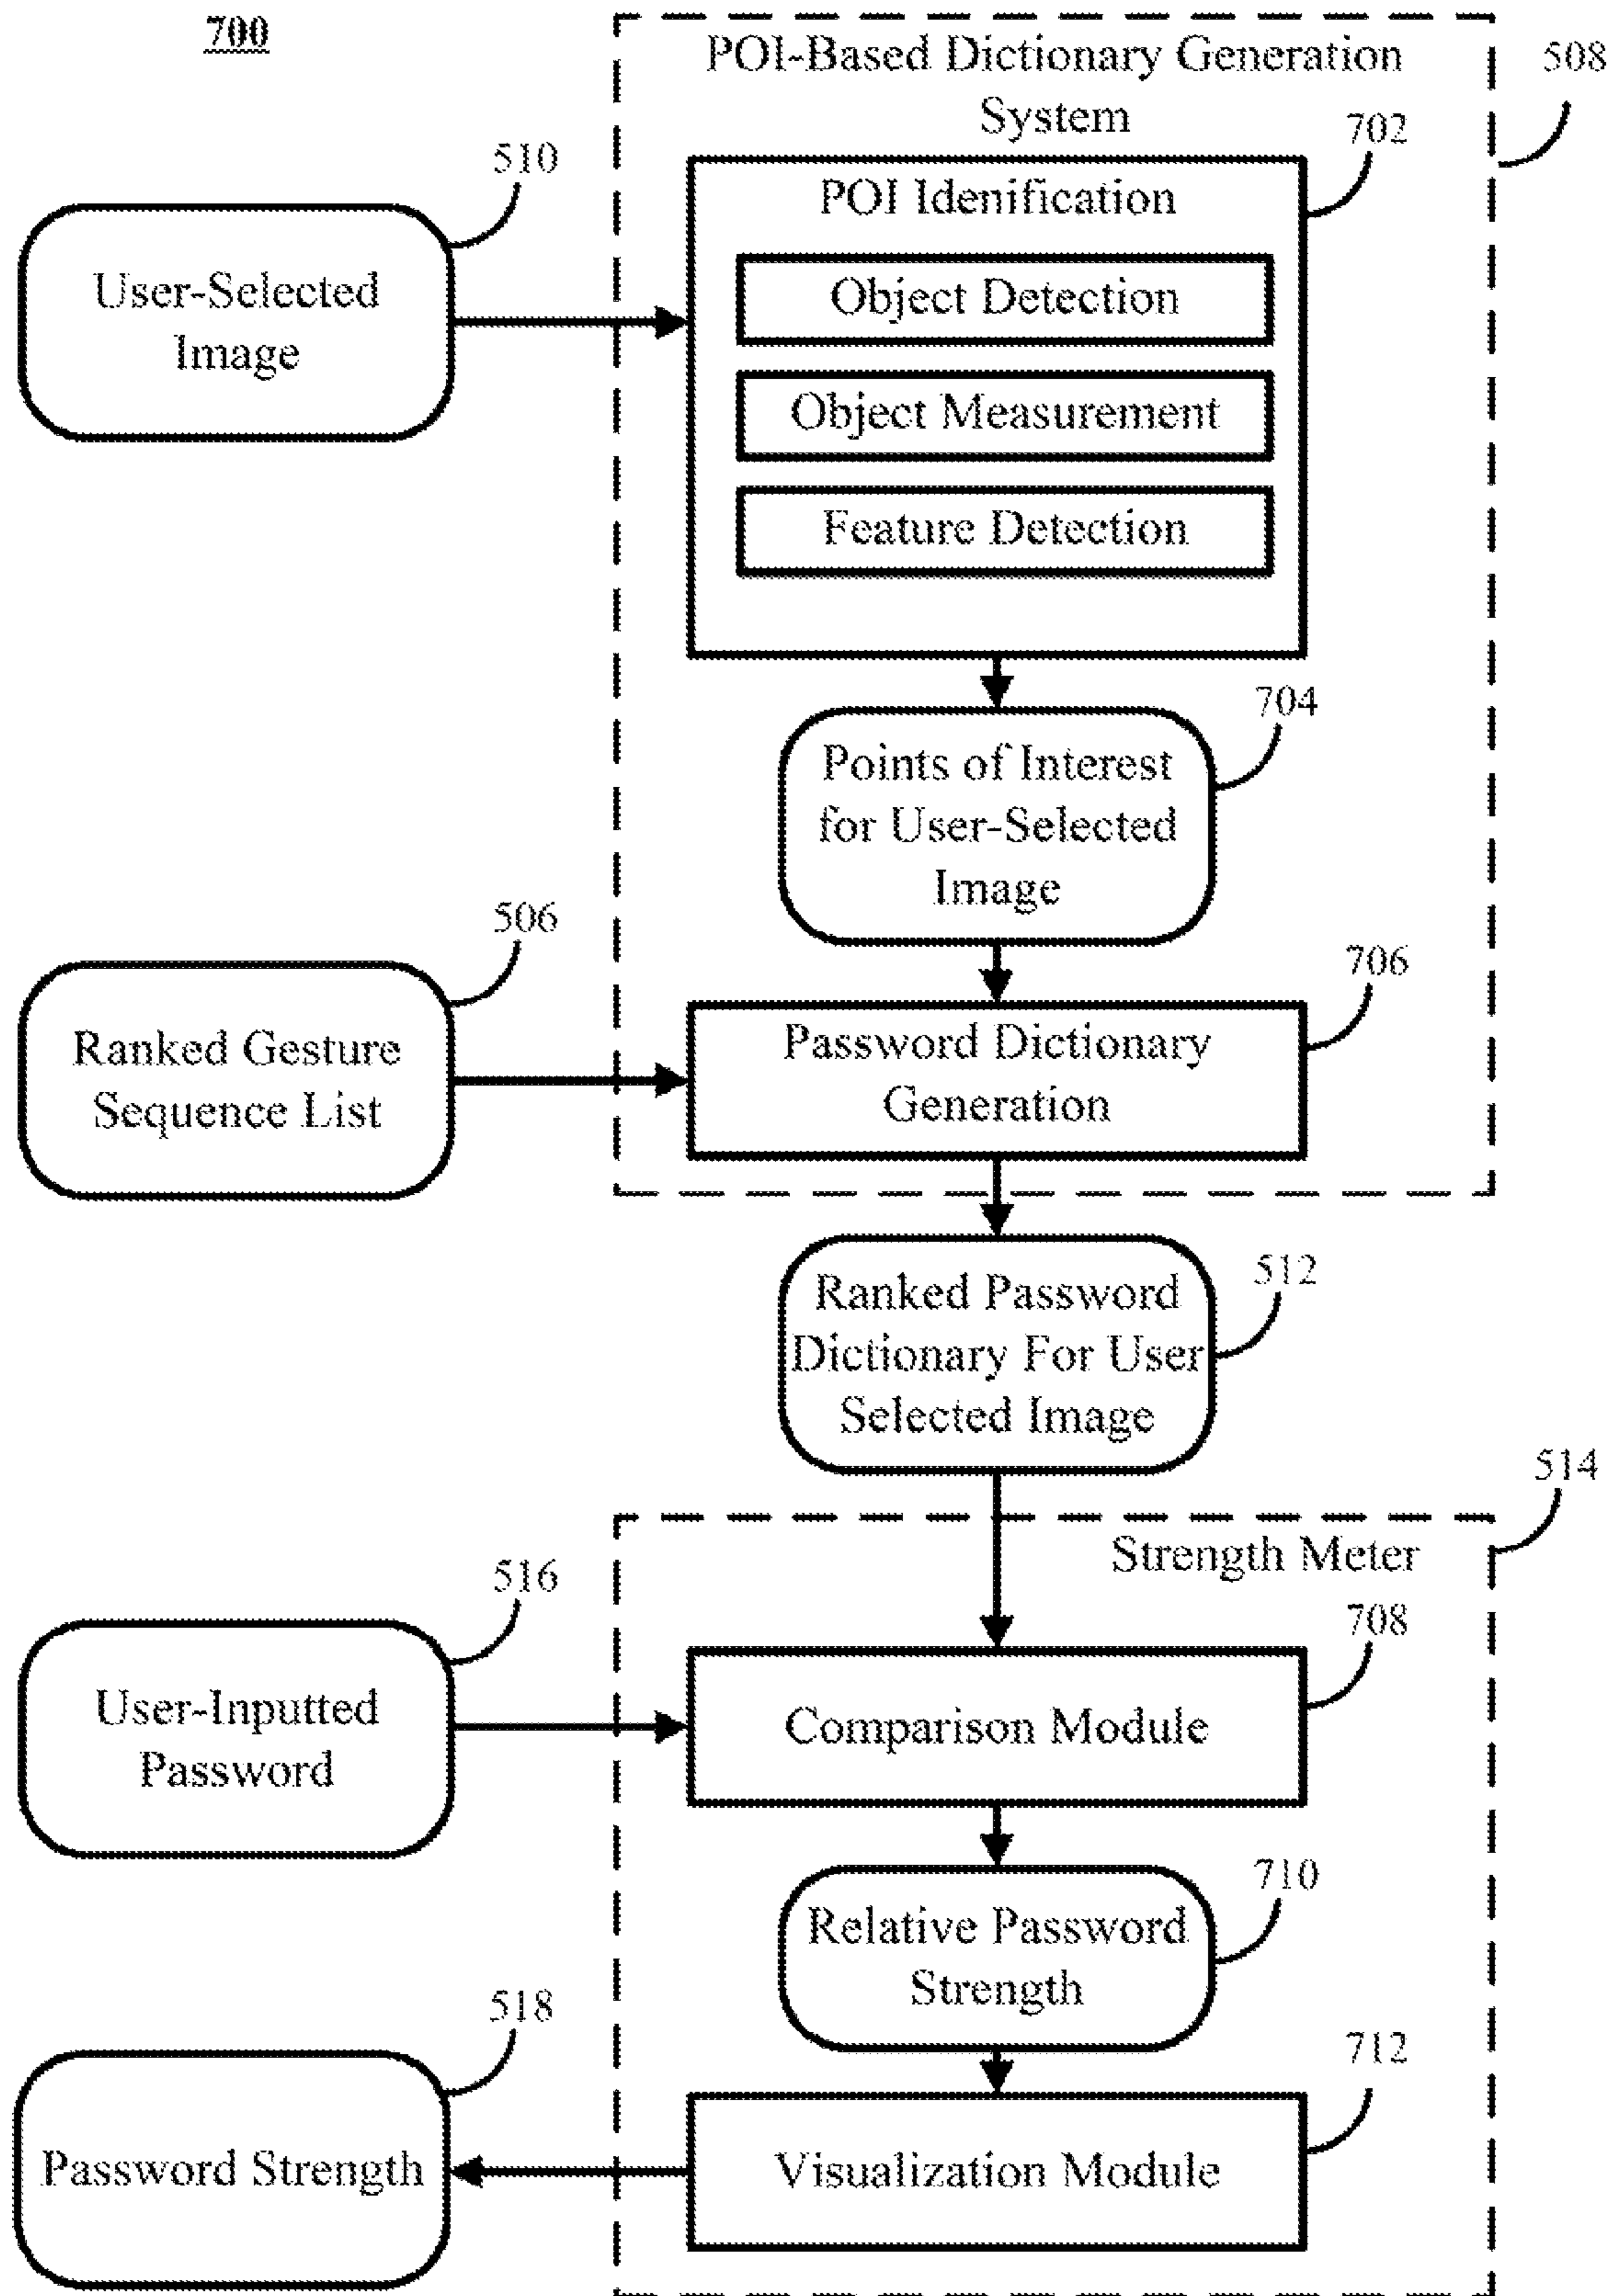 700
POI-Based Dictionary Generation
System
508
702
510
POI Idenification
User-Selected
Image
Object Detection
Object Measurement
Feature Detection
704
Points of Interest
for User-Selected
Image
506
706
Ranked Gesture
Sequence List
Password Dictionary
Generation
512
Ranked Password
Dictionary For User
Selected Image
514
Strength Meter
516
708
User-Inputted
Password
Comparison Module
710
Relative Password
Strength
518
712
Password Strength
Visualization Module